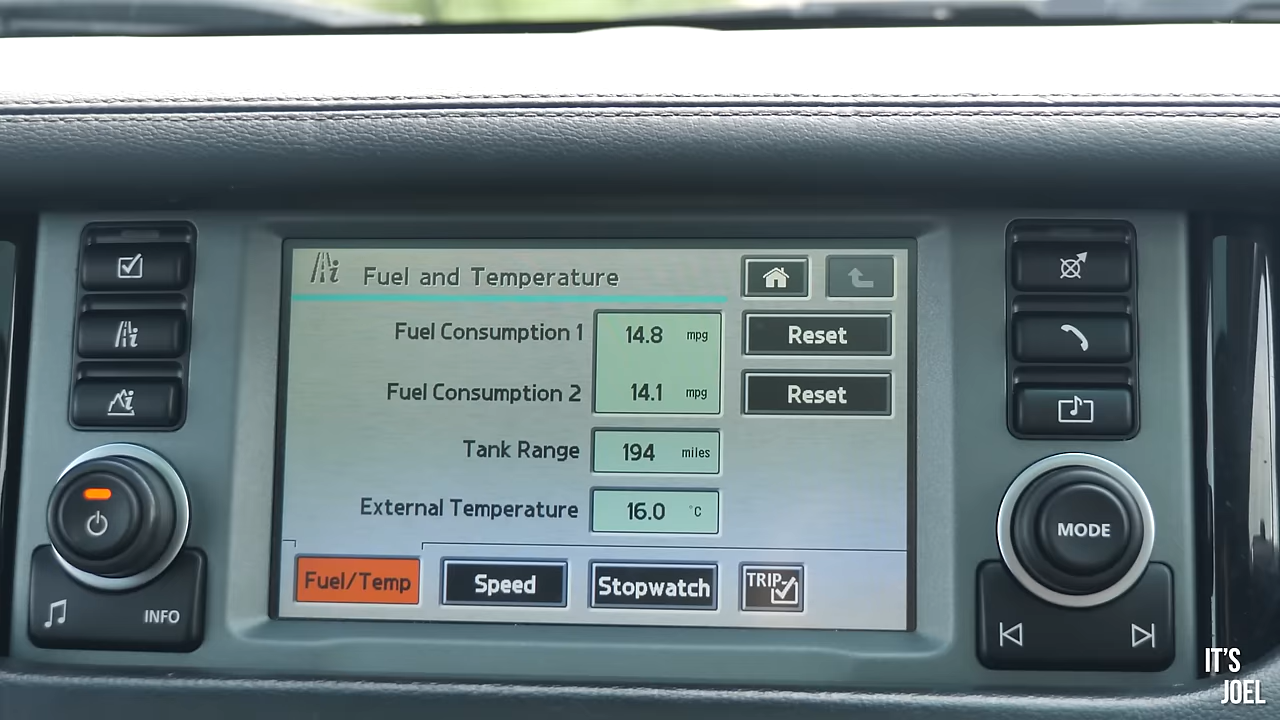 Fuel and Temperature
Fuel Consumption 1 14.8 mpg Reset
Fuel Consumption 2 14.1 mpg Reset
Tank Range 194 miles
External Temperature 16.0 °C
Fuel/Temp Speed Stopwatch TRIP
INFO
MODE
IT'S
JOEL